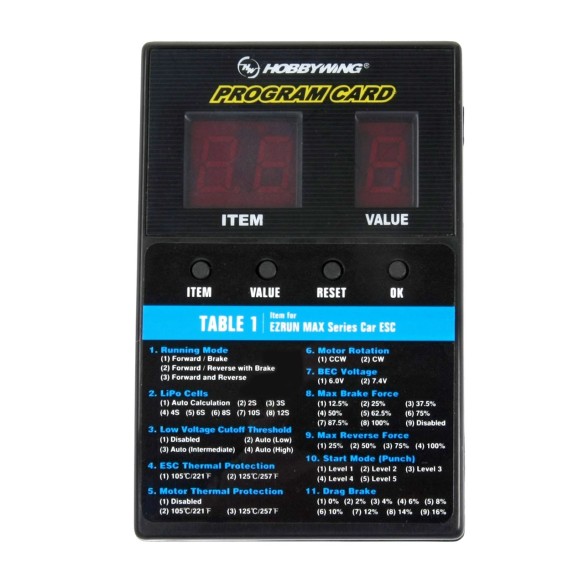 HOBBYWING®
PROGRAM CARD
ITEM VALUE
ITEM VALUE RESET OK
TABLE 1 Item for
EZRUN MAX Series Car ESC
1. Running Mode
(1) Forward / Brake
(2) Forward / Reverse with Brake
(3) Forward and Reverse
2. LiPo Cells
(1) Auto Calculation (2) 2S (3) 3S
(4) 4S (5) 6S (6) 8S (7) 10S (8) 12S
3. Low Voltage Cutoff Threshold
(1) Disabled (2) Auto (Low)
(3) Auto (Intermediate) (4) Auto (High)
4. ESC Thermal Protection
(1) 105℃/221℉ (2) 125℃/257℉
5. Motor Thermal Protection
(1) Disabled
(2) 105℃/221℉ (3) 125℃/257℉
6. Motor Rotation
(1) CCW (2) CW
7. BEC Voltage
(1) 6.0V (2) 7.4V
8. Max Brake Force
(1) 12.5% (2) 25% (3) 37.5%
(4) 50% (5) 62.5% (6) 75%
(7) 87.5% (8) 100% (9) Disabled
9. Max Reverse Force
(1) 25% (2) 50% (3) 75% (4) 100%
10. Start Mode (Punch)
(1) Level 1 (2) Level 2 (3) Level 3
(4) Level 4 (5) Level 5
11. Drag Brake
(1) 0% (2) 2% (3) 4% (4) 6% (5) 8%
(6) 10% (7) 12% (8) 14% (9) 16%